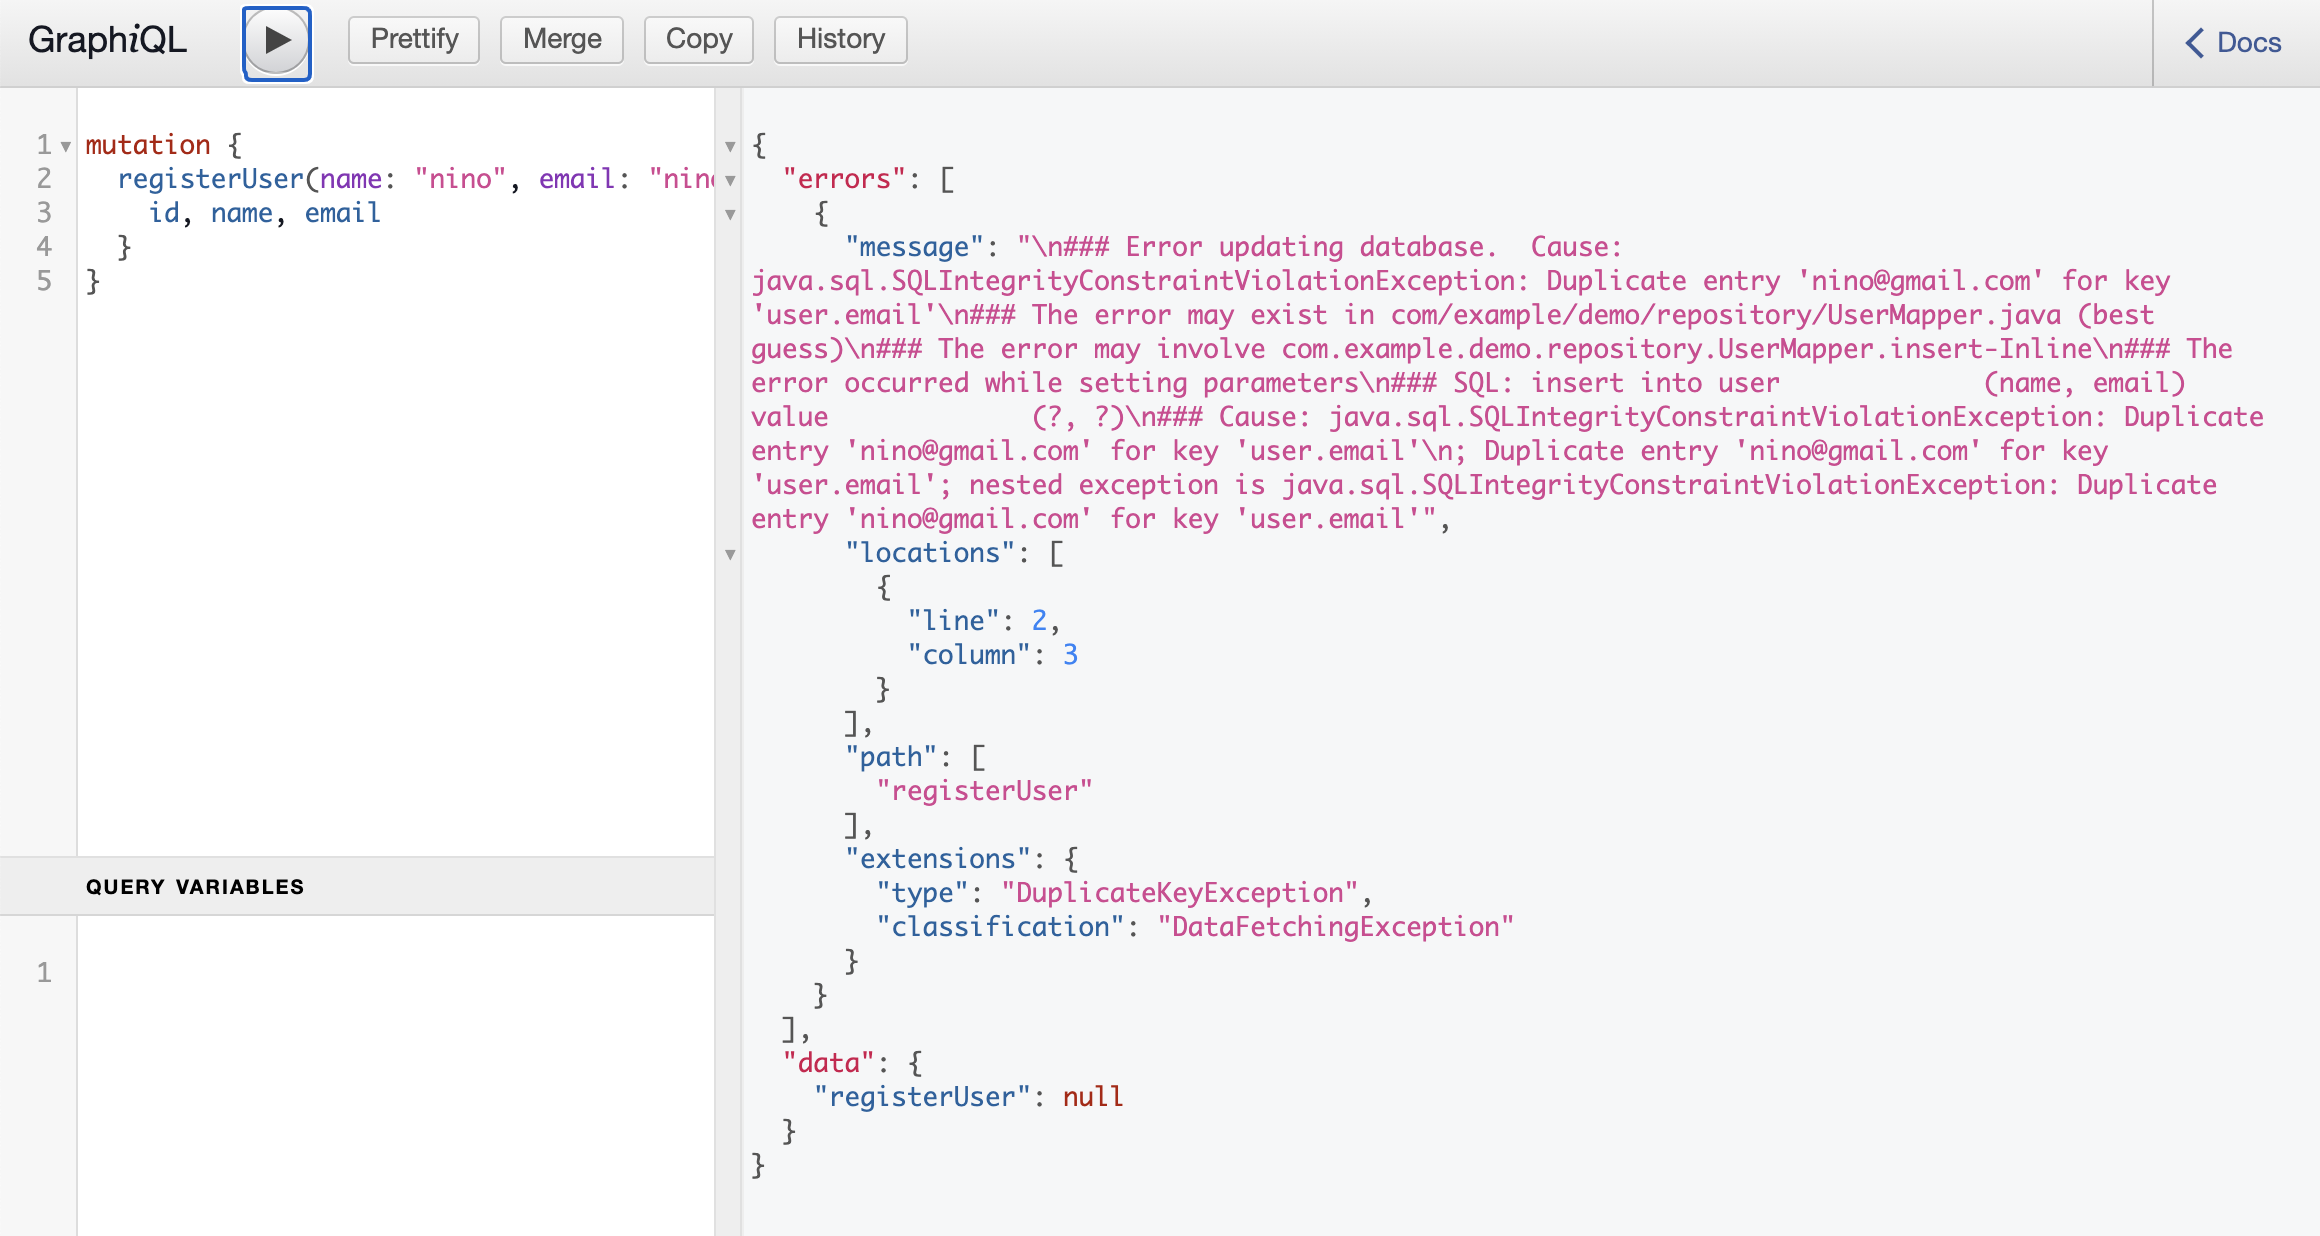 GraphiQL
Prettify
Merge
Copy
History
Docs
1 mutation {
2 registerUser(name: "nino", email: "nin
3 id, name, email
4 }
5 }
QUERY VARIABLES
1
{
"errors": [
{
"message": "\n### Error updating database.  Cause:
java.sql.SQLIntegrityConstraintViolationException: Duplicate entry 'nino@gmail.com' for key
'user.email'\n### The error may exist in com/example/demo/repository/UserMapper.java (best
guess)\n### The error may involve com.example.demo.repository.UserMapper.insert-Inline\n### The
error occurred while setting parameters\n### SQL: insert into user             (name, email)
value             (?, ?)\n### Cause: java.sql.SQLIntegrityConstraintViolationException: Duplicate
entry 'nino@gmail.com' for key 'user.email'\n; Duplicate entry 'nino@gmail.com' for key
'user.email'; nested exception is java.sql.SQLIntegrityConstraintViolationException: Duplicate
entry 'nino@gmail.com' for key 'user.email'",
"locations": [
{
"line": 2,
"column": 3
}
],
"path": [
"registerUser"
],
"extensions": {
"type": "DuplicateKeyException",
"classification": "DataFetchingException"
}
}
],
"data": {
"registerUser": null
}
}